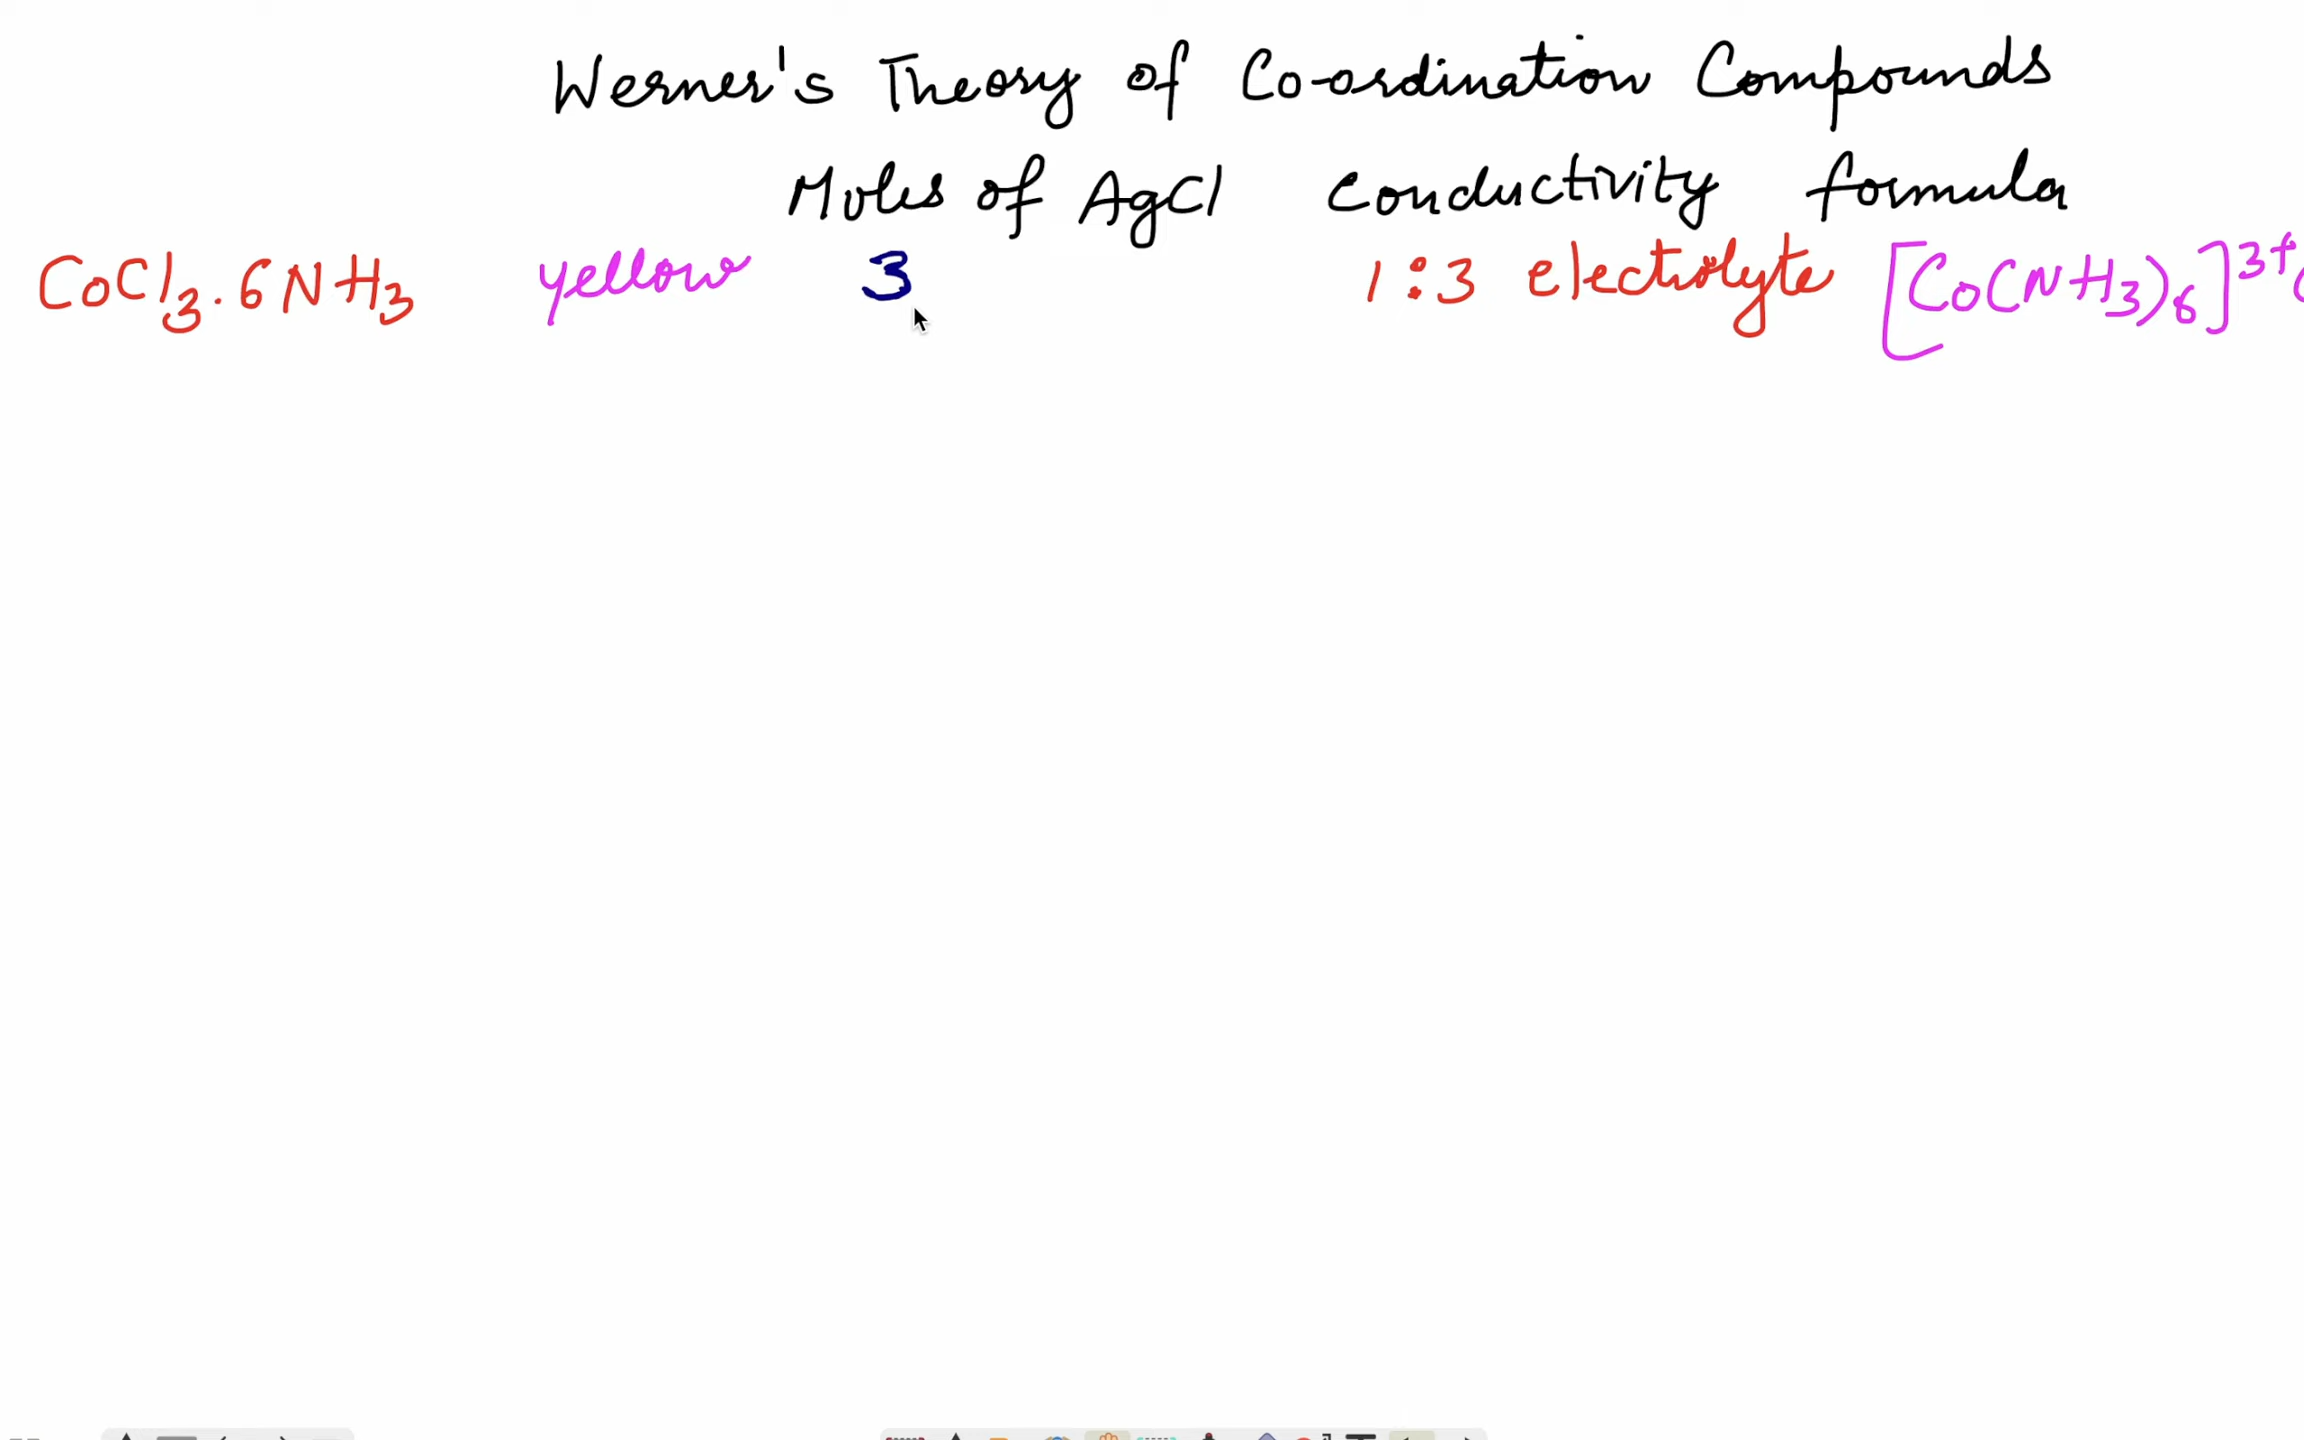 Werner's Theory of Co-ordination Compounds
Moles of AgCl conductivity formula
CoCl3.6NH3 yellow 3 1:3 electrolyte [Co(NH3)6]3+